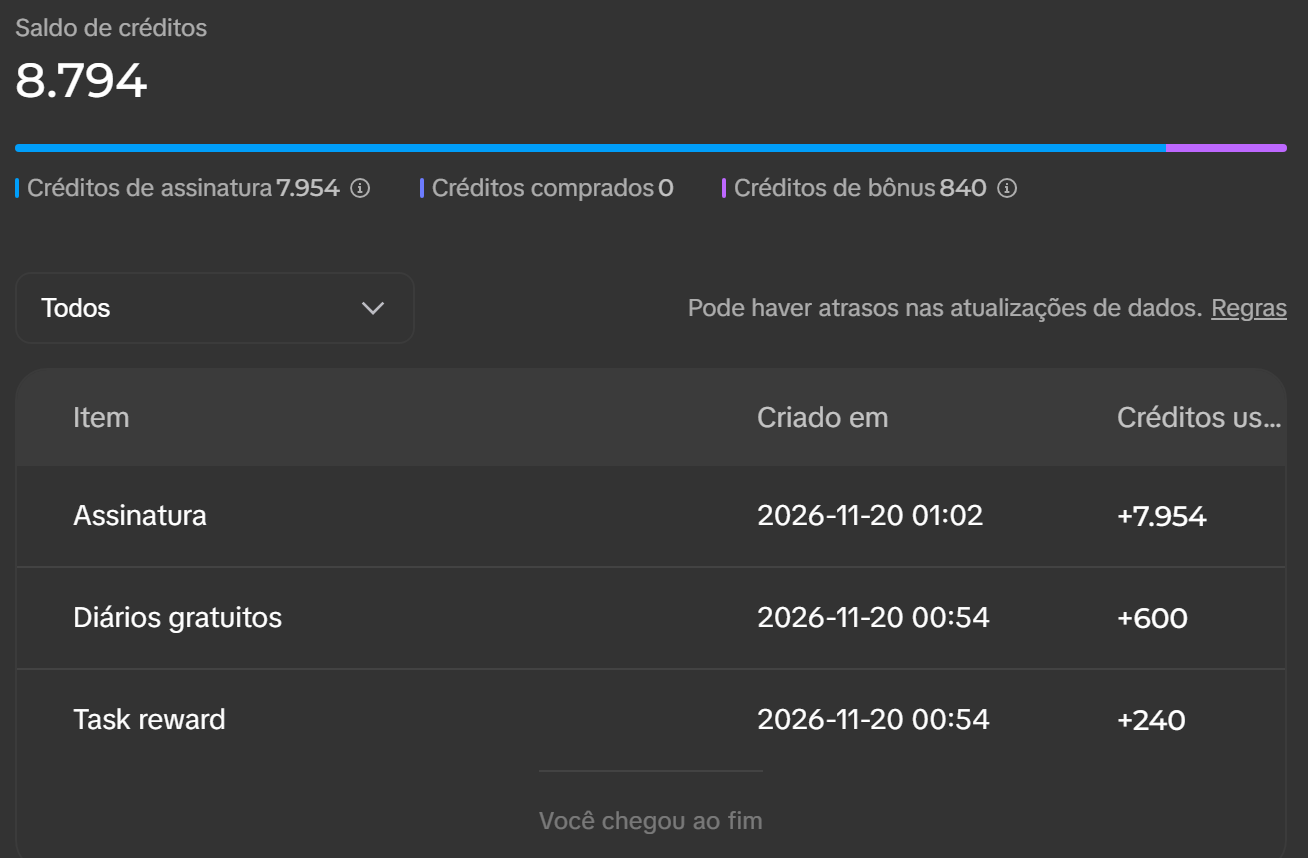 Saldo de créditos
8.794
Créditos de assinatura 7.954 Créditos comprados 0 Créditos de bônus 840
Todos Pode haver atrasos nas atualizações de dados. Regras
Item Criado em Créditos us...
Assinatura 2026-11-20 01:02 +7.954
Diários gratuitos 2026-11-20 00:54 +600
Task reward 2026-11-20 00:54 +240
Você chegou ao fim